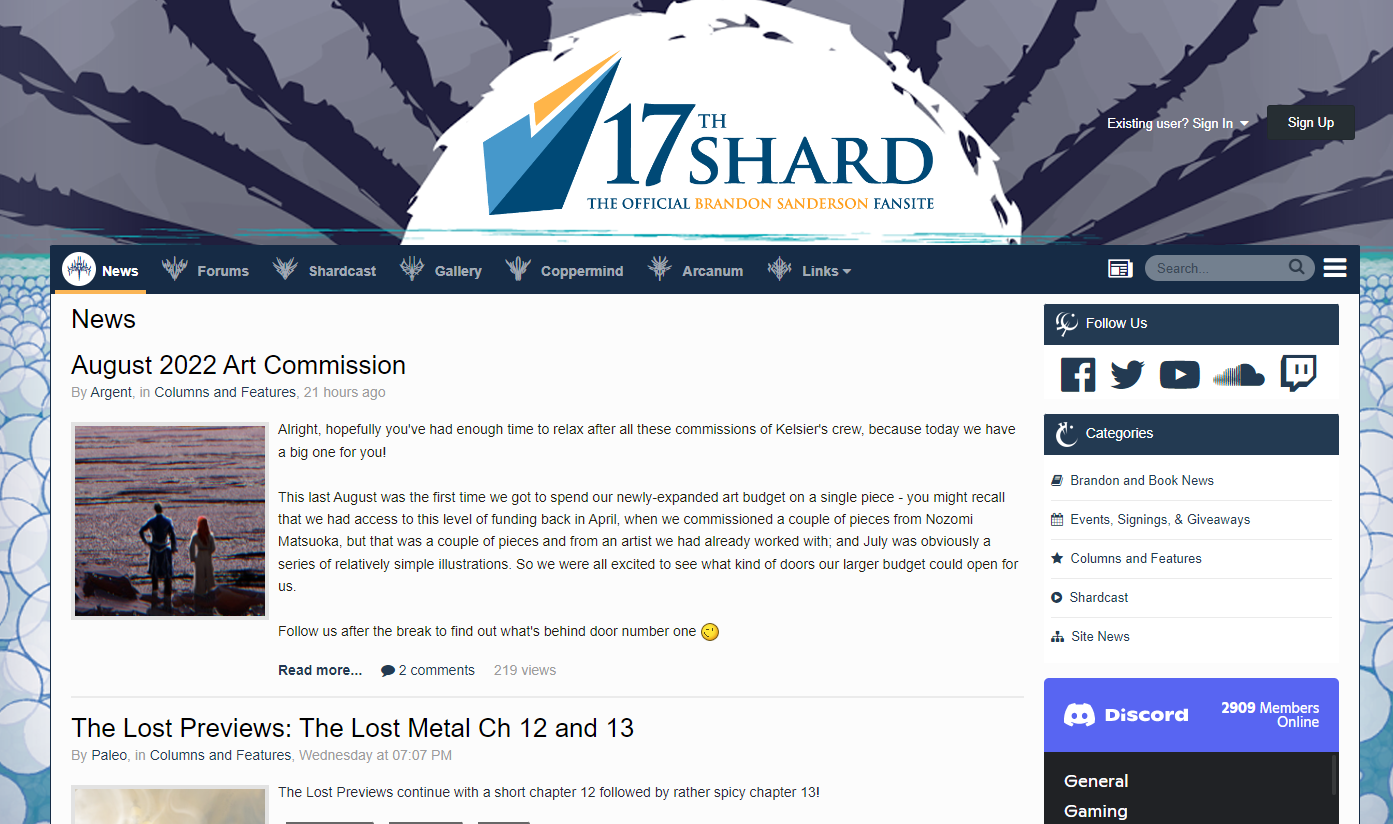 17TH SHARD
THE OFFICIAL BRANDON SANDERSON FANSITE
Existing user? Sign In
Sign Up
News
Forums
Shardcast
Gallery
Coppermind
Arcanum
Links
Search...
News
August 2022 Art Commission
By Argent, in Columns and Features, 21 hours ago
Alright, hopefully you've had enough time to relax after all these commissions of Kelsier's crew, because today we have
a big one for you!
This last August was the first time we got to spend our newly-expanded art budget on a single piece - you might recall
that we had access to this level of funding back in April, when we commissioned a couple of pieces from Nozomi
Matsuoka, but that was a couple of pieces and from an artist we had already worked with; and July was obviously a
series of relatively simple illustrations. So we were all excited to see what kind of doors our larger budget could open for
us.
Follow us after the break to find out what's behind door number one
Read more...
2 comments
219 views
The Lost Previews: The Lost Metal Ch 12 and 13
By Paleo, in Columns and Features, Wednesday at 07:07 PM
The Lost Previews continue with a short chapter 12 followed by rather spicy chapter 13!
Follow Us
Categories
Brandon and Book News
Events, Signings, & Giveaways
Columns and Features
Shardcast
Site News
Discord
2909 Members
Online
General
Gaming